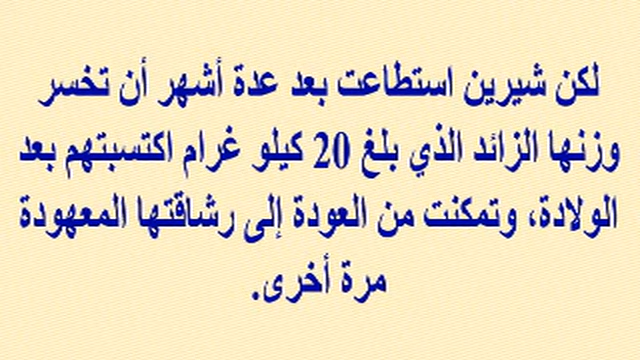 لكن شيرين استطاعت بعد عدة أشهر أن تخسر
وزنها الزائد الذي بلغ 20 كيلو غرام اكتسبتهم بعد
الولادة، وتمكنت من العودة إلى رشاقتها المعهودة
مرة أخرى.